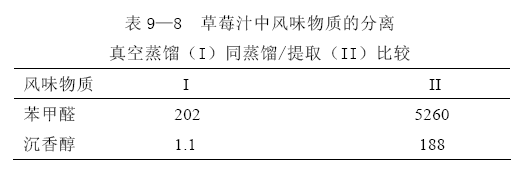 表 9—8 草莓汁中风味物质的分离
真空蒸馏（I）同蒸馏/提取（II）比较
风味物质 I II
苯甲醛 202 5260
沉香醇 1.1 188